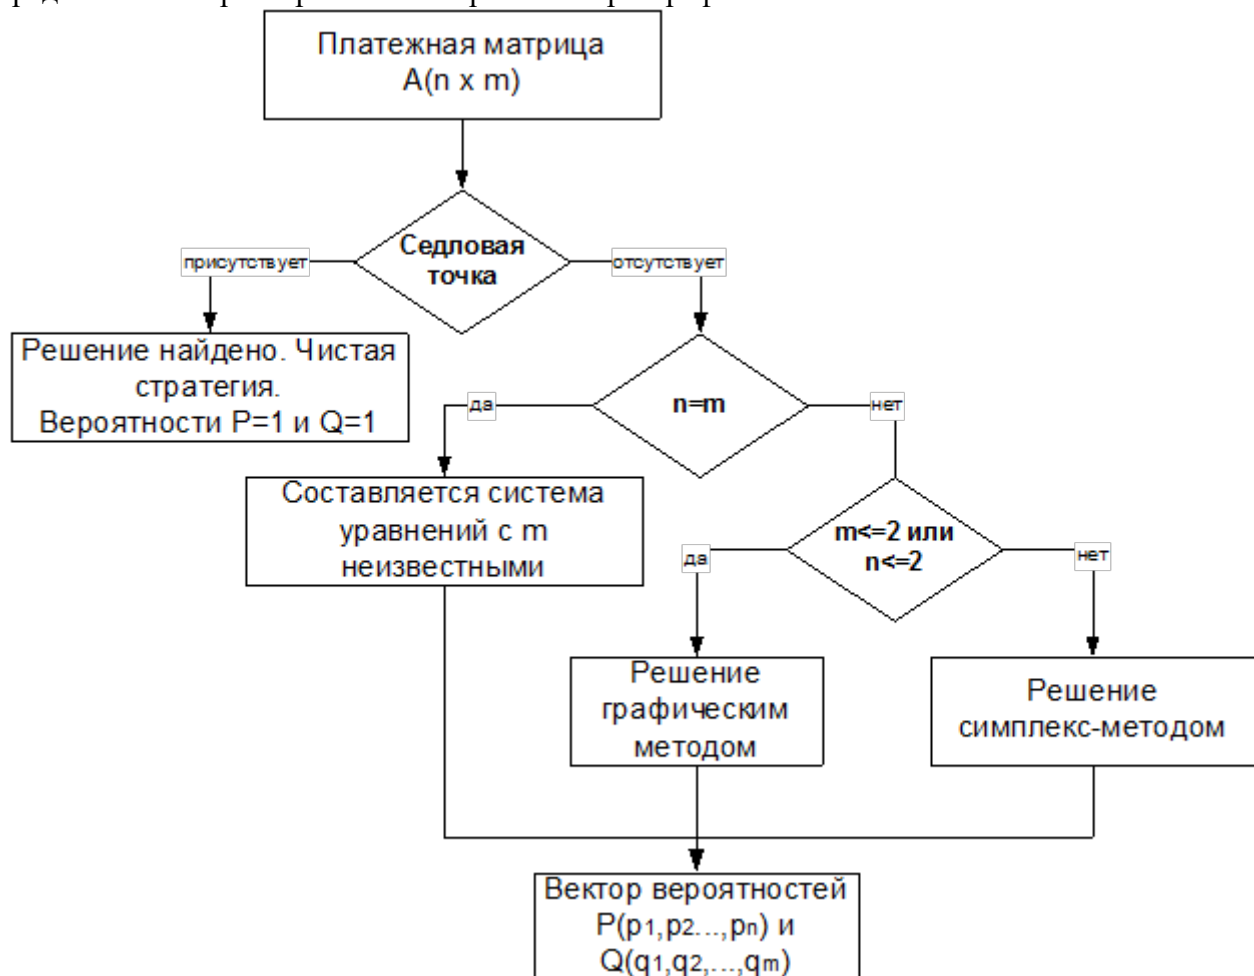 Платежная матрица
A(n x m)
Седловая
точка
присутствует
отсутствует
Решение найдено. Чистая
стратегия.
Вероятности P=1 и Q=1
n=m
да
нет
Составляется система
уравнений с m
неизвестными
m<=2 или
n<=2
да
нет
Решение
графическим
методом
Решение
симплекс-методом
Вектор вероятностей
P(p1,p2...,pn) и
Q(q1,q2,...,qm)